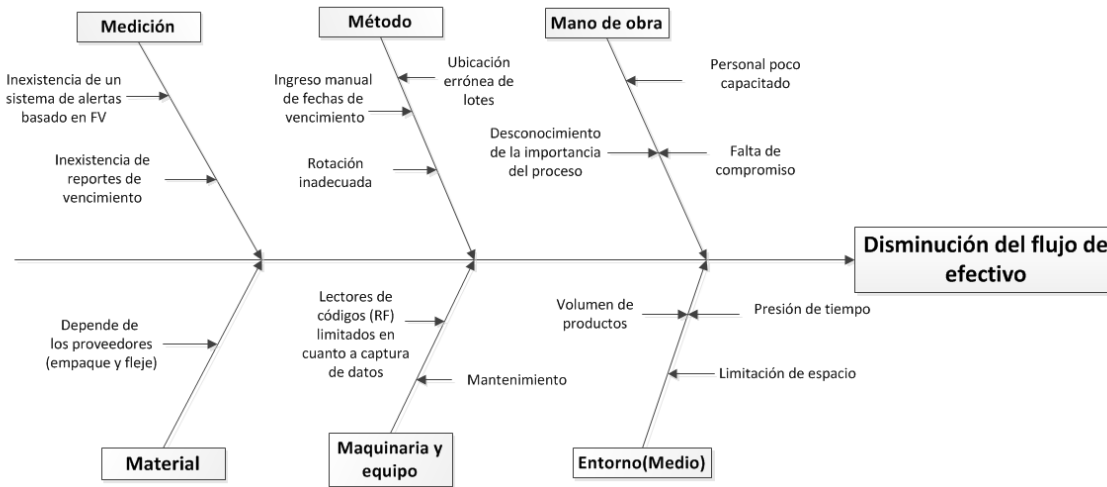 Medición
Método
Mano de obra
Inexistencia de un
sistema de alertas
basado en FV
Inexistencia de
reportes de
vencimiento
Ingreso manual
de fechas de
vencimiento
Ubicación
errónea de
lotes
Rotación
inadecuada
Personal poco
capacitado
Desconocimiento
de la importancia
del proceso
Falta de
compromiso
Disminución del flujo de
efectivo
Depende de
los proveedores
(empaque y fleje)
Lectores de
códigos (RF)
limitados en
cuanto a captura
de datos
Mantenimiento
Volumen de
productos
Presión de tiempo
Limitación de espacio
Material
Maquinaria y
equipo
Entorno(Medio)